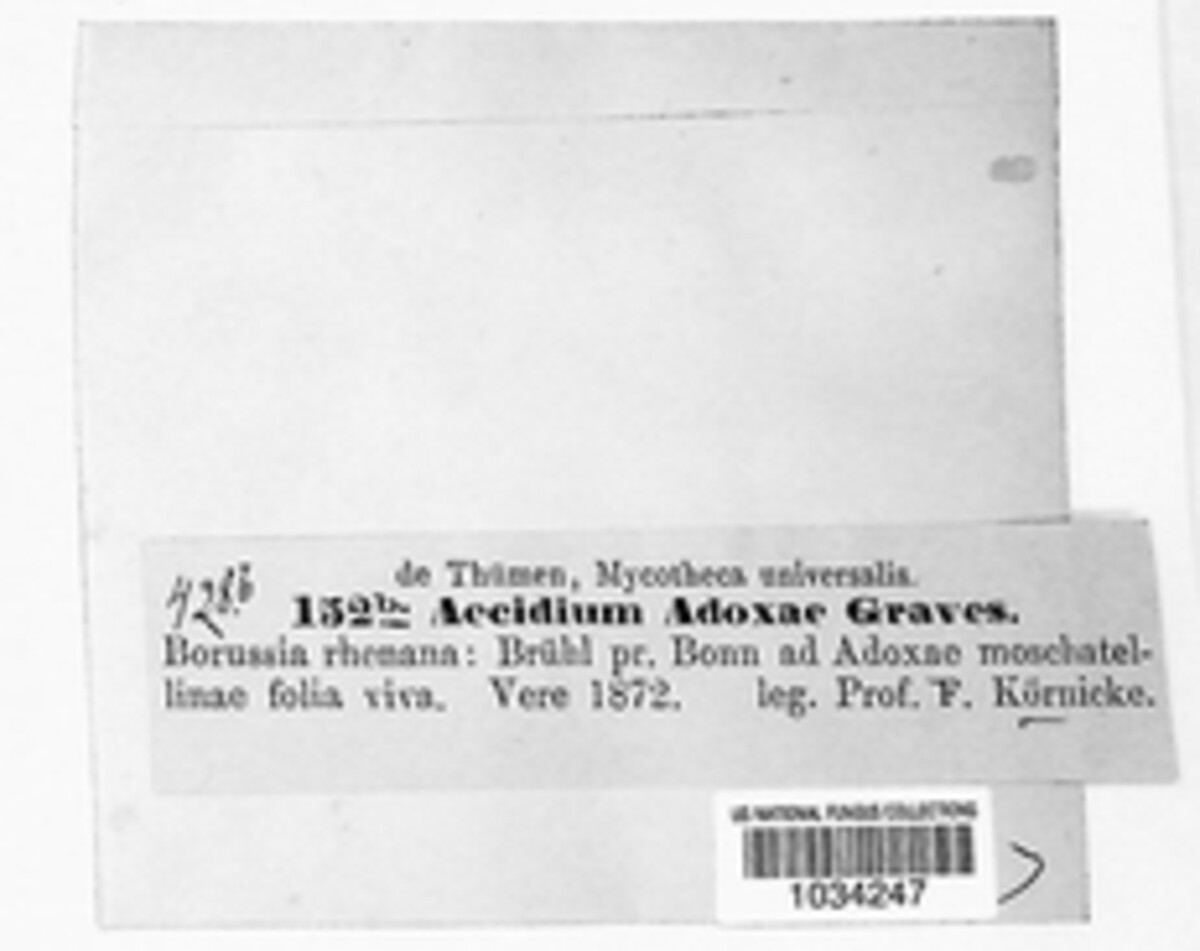 de Thümen, Mycotheca universalis.
152b. Aecidium Adoxae Graves.
Borussia rhenana: Brühl pr. Bonn ad Adoxae moschatel-
linae folia viva. Vere 1872. leg. Prof. F. Körnicke.
US NATIONAL FUNGUS COLLECTIONS
1034247